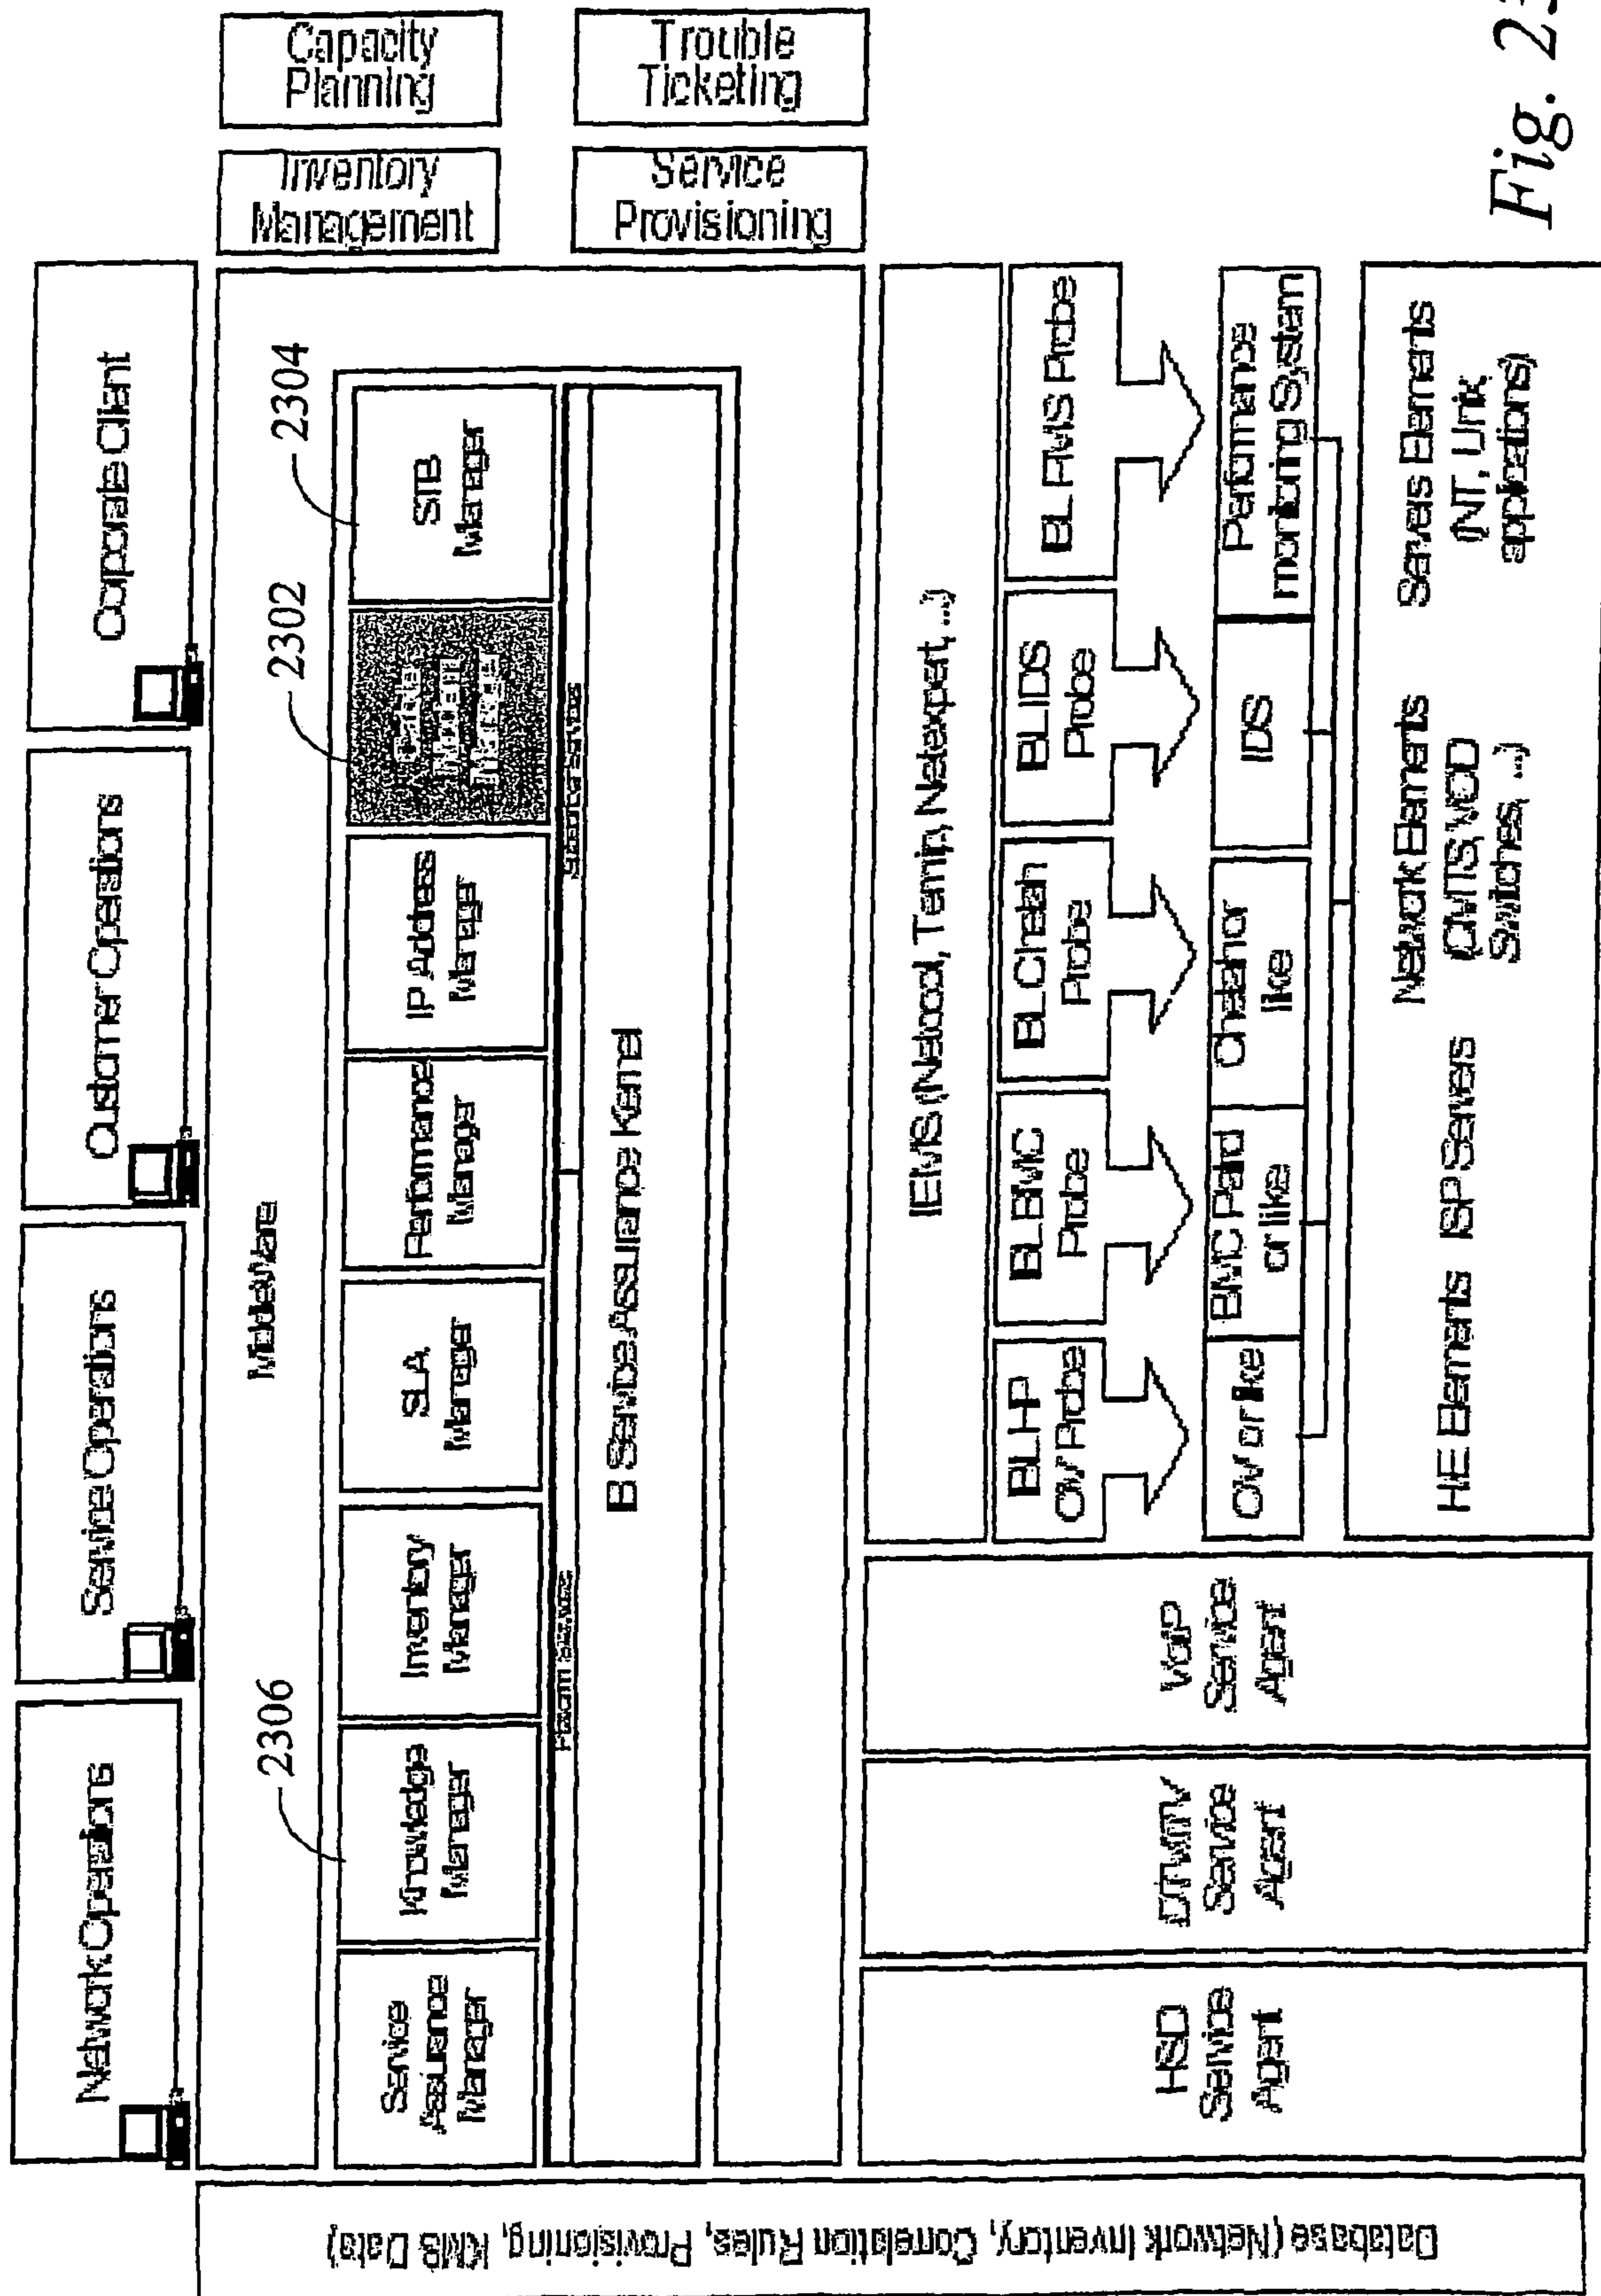 Network Operations
Service Operations
Customer Operations
Corporate Client
MiddleWare
2306
2302
2304
Service
Assurance
Manager
Knowledge
Manager
Inventory
Manager
SLA
Manager
Performance
Manager
IP Address
Manager
Manager
STB
Manager
B Service Assurance Kernel
Inventory
Management
Capacity
Planning
Service
Provisioning
Trouble
Ticketing
Database (Network Inventory, Correlation Rules, Provisioning, KMS Data)
HSD
Service
Agent
Service
Agent
VoIP
Service
Agent
IEMS (Netcool, Temip, Netexpert, ...)
BL HP
OV Probe
BL BMC
Probe
BL Cheetah
Probe
BL IDS
Probe
BL Probe
OV or like
BMC Patrol
or like
Cheetah or
like
IDS
Performance
monitoring System
HE Elements
ISP Servers
Network Elements
(CMTS, VOD
Switches, ...)
Servers Elements
(NT, Unix
applications)
Fig.